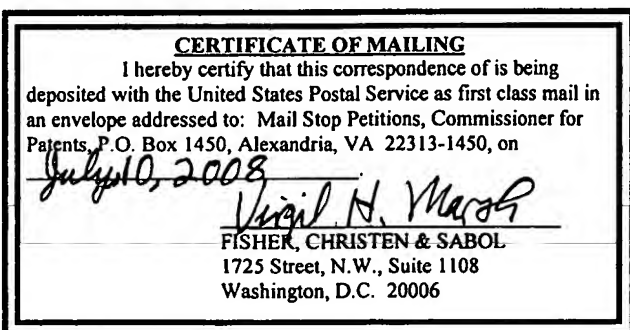 CERTIFICATE OF MAILING
I hereby certify that this correspondence of is being
deposited with the United States Postal Service as first class mail in
an envelope addressed to: Mail Stop Petitions, Commissioner for
Patents, P.O. Box 1450, Alexandria, VA 22313-1450, on
July 10, 2008.
Virgil H. Marsh
FISHER, CHRISTEN & SABOL
1725 Street, N.W., Suite 1108
Washington, D.C. 20006